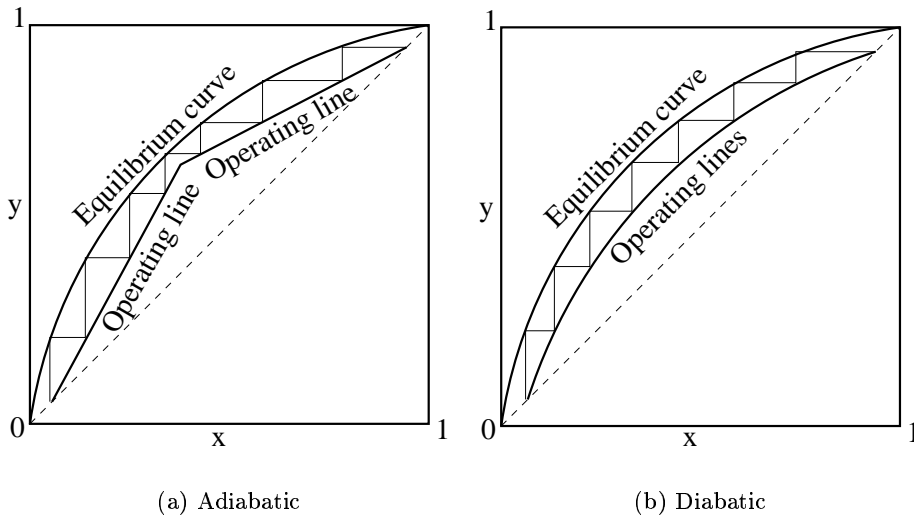 1
Equilibrium curve
Operating line
Operating line
y
0
x
1
(a) Adiabatic
1
Equilibrium curve
Operating lines
y
0
x
1
(b) Diabatic